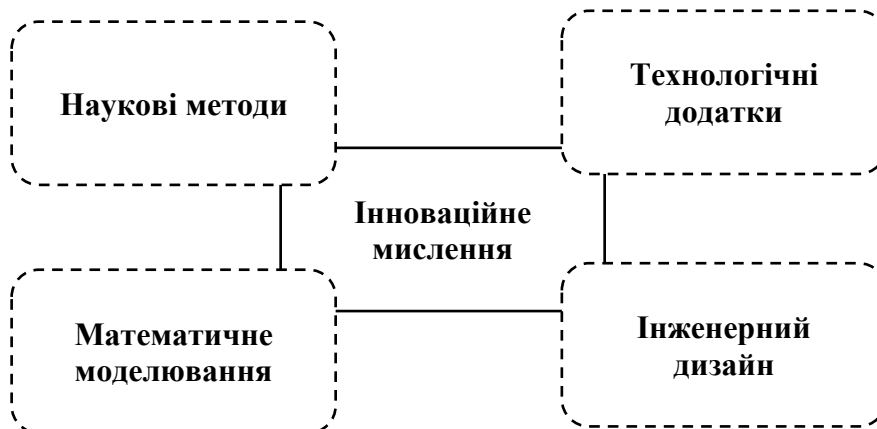 Наукові методи
Технологічні
додатки
Інноваційне
мислення
Математичне
моделювання
Інженерний
дизайн